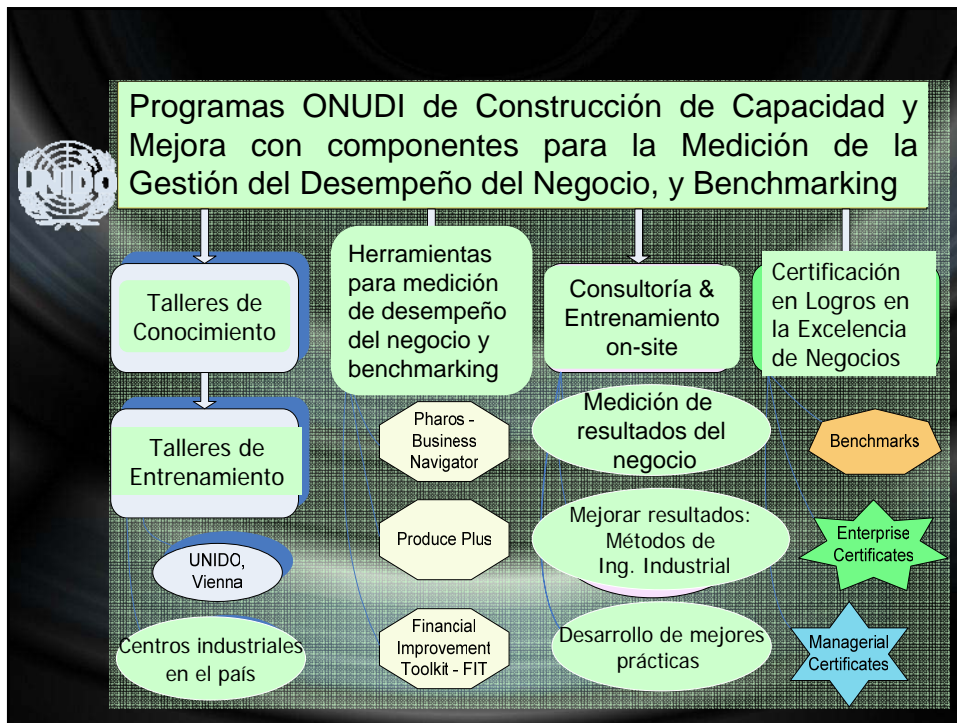 Programas ONUDI de Construcción de Capacidad y
Mejora con componentes para la Medición de la
Gestión del Desempeño del Negocio, y Benchmarking
UNIDO
Talleres de
Conocimiento
Talleres de
Entrenamiento
UNIDO,
Vienna
Centros industriales
en el país
Herramientas
para medición
de desempeño
del negocio y
benchmarking
Pharos -
Business
Navigator
Produce Plus
Financial
Improvement
Toolkit - FIT
Consultoría &
Entrenamiento
on-site
Medición de
resultados del
negocio
Mejorar resultados:
Métodos de
Ing. Industrial
Desarrollo de mejores
prácticas
Certificación
en Logros en
la Excelencia
de Negocios
Benchmarks
Enterprise
Certificates
Managerial
Certificates